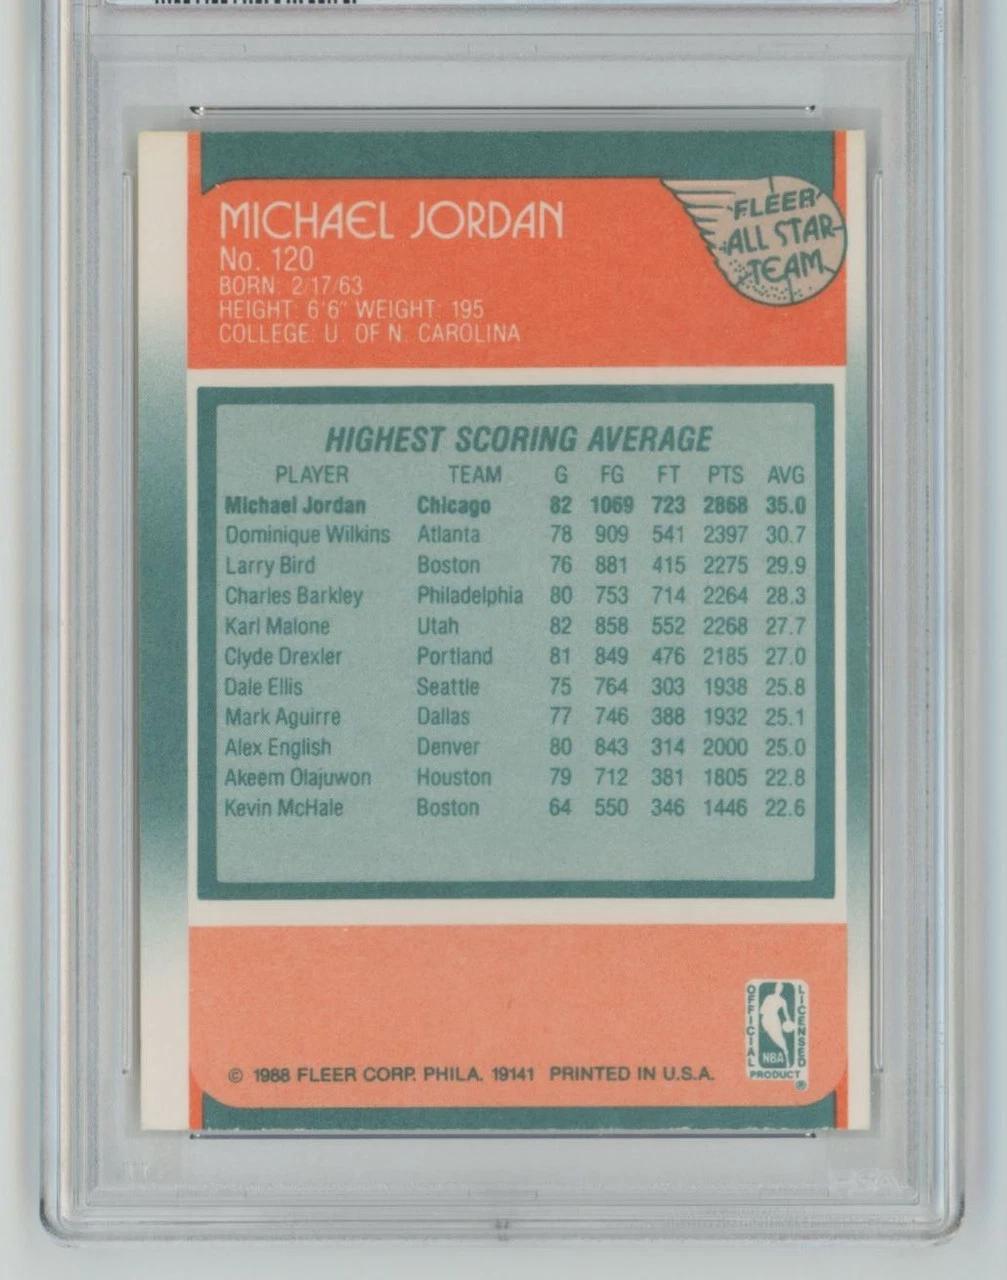 MICHAEL JORDAN
No. 120
BORN: 2/17/63
HEIGHT: 6'6" WEIGHT: 195
COLLEGE: U. OF N. CAROLINA
FLEER
ALL STAR
TEAM
HIGHEST SCORING AVERAGE
PLAYER TEAM G FG FT PTS AVG
Michael Jordan Chicago 82 1069 723 2868 35.0
Dominique Wilkins Atlanta 78 909 541 2397 30.7
Larry Bird Boston 76 881 415 2275 29.9
Charles Barkley Philadelphia 80 753 714 2264 28.3
Karl Malone Utah 82 858 552 2268 27.7
Clyde Drexler Portland 81 849 476 2185 27.0
Dale Ellis Seattle 75 764 303 1938 25.8
Mark Aguirre Dallas 77 746 388 1932 25.1
Alex English Denver 80 843 314 2000 25.0
Akeem Olajuwon Houston 79 712 381 1805 22.8
Kevin McHale Boston 64 550 346 1446 22.6
OFFICIAL
LICENSED
NBA
PRODUCT
®
© 1988 FLEER CORP. PHILA. 19141 PRINTED IN U.S.A.